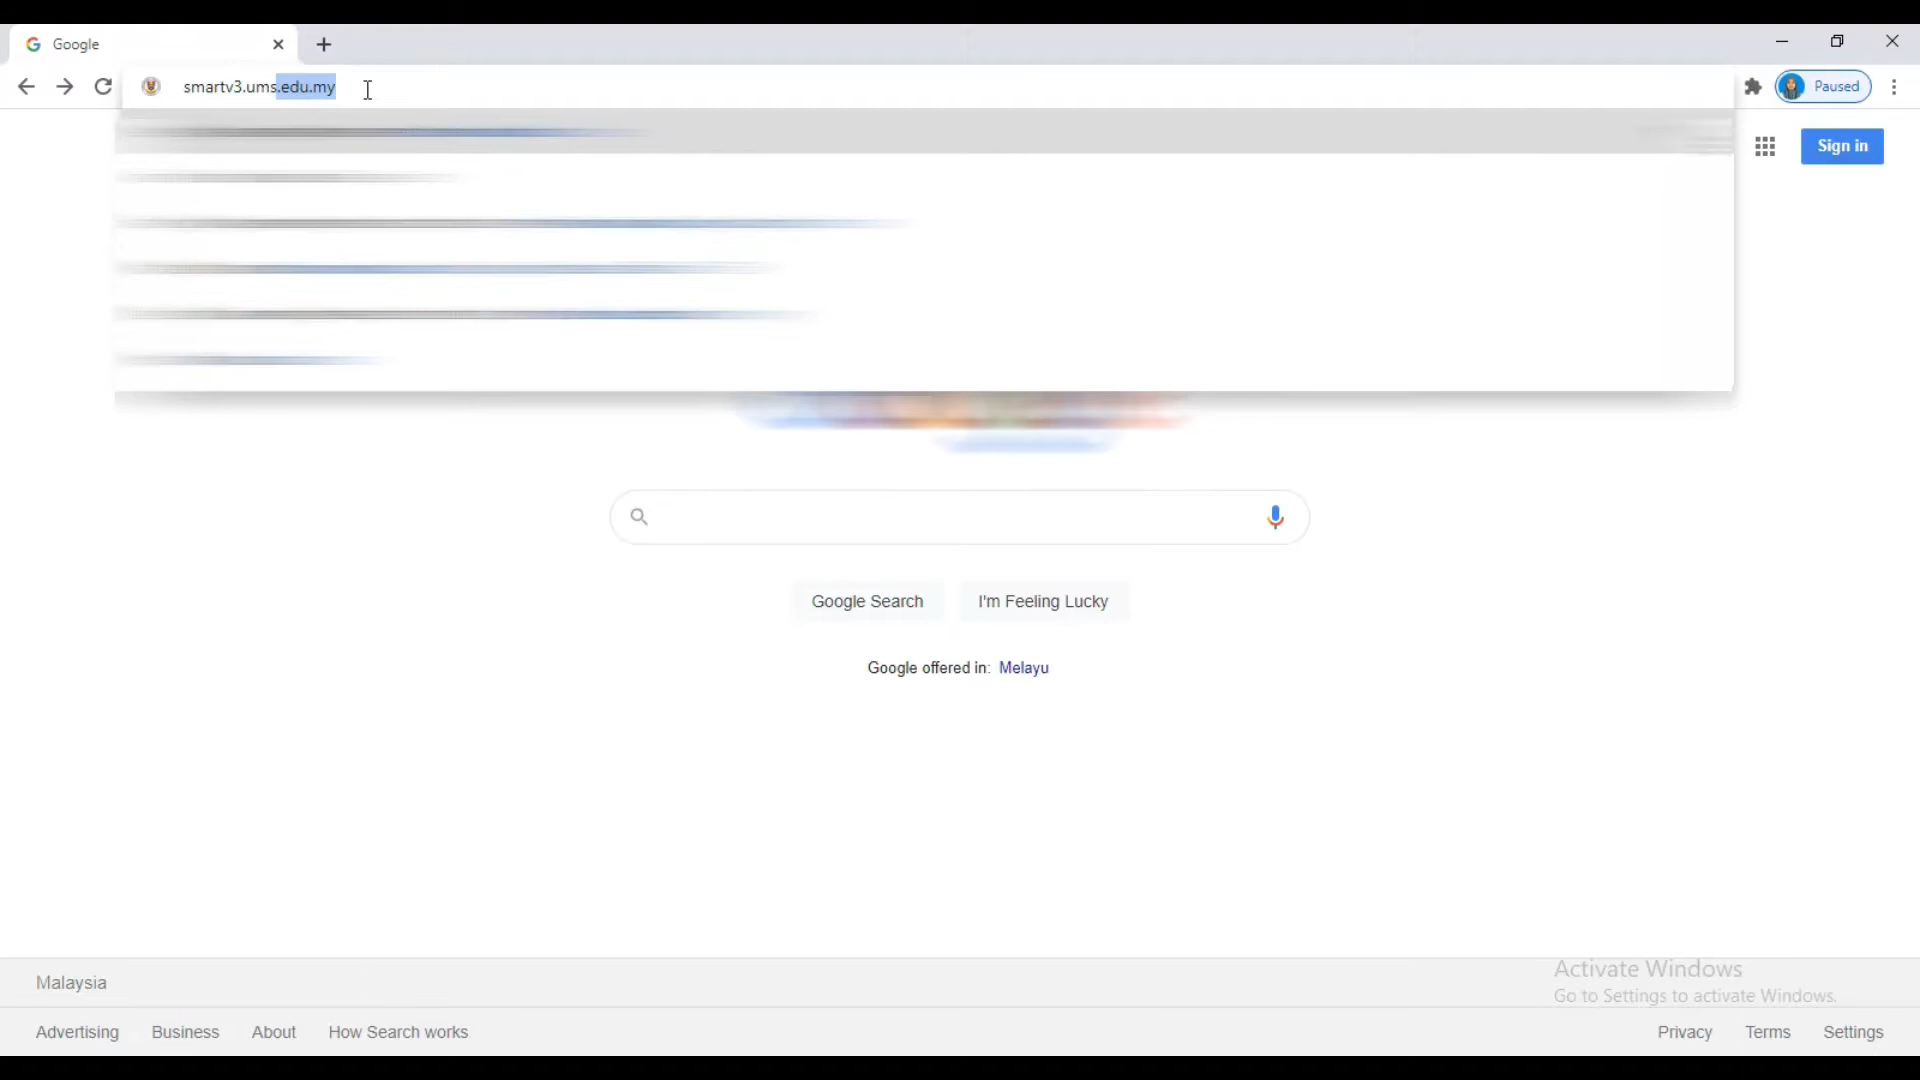 Google
smartv3.ums.edu.my
Paused
Sign in
Google Search
I'm Feeling Lucky
Google offered in: Melayu
Malaysia
Activate Windows
Go to Settings to activate Windows.
Advertising
Business
About
How Search works
Privacy
Terms
Settings